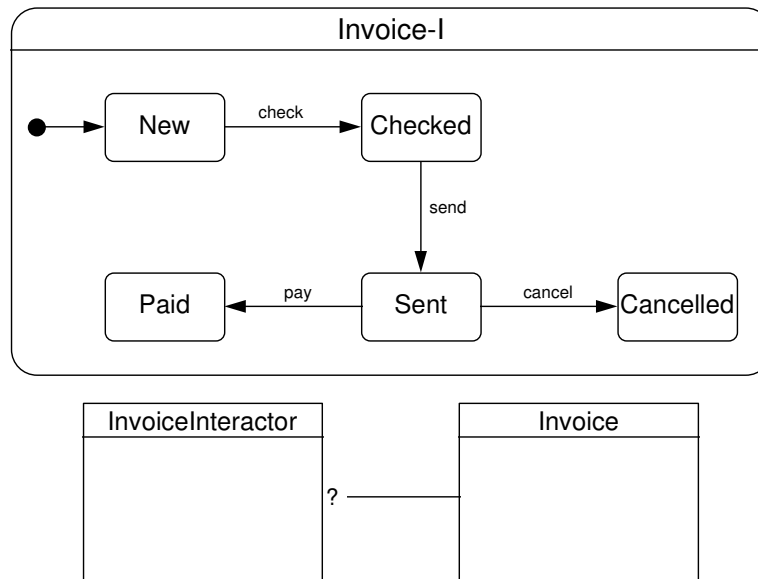 Invoice-I
New
check
Checked
send
Paid
pay
Sent
cancel
Cancelled
InvoiceInteractor
Invoice
?